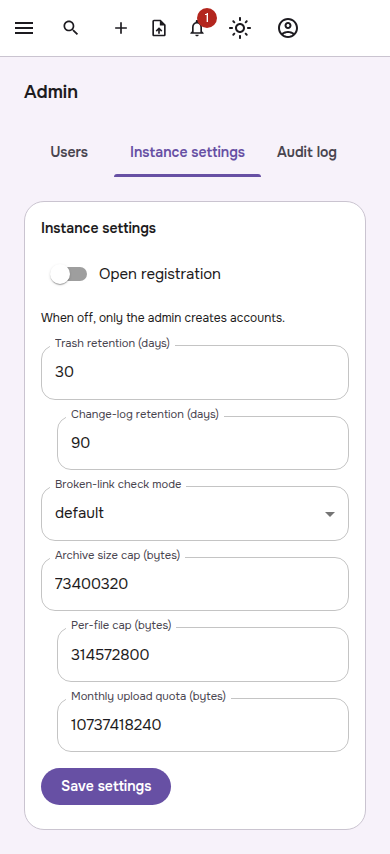 1
Admin
Users
Instance settings
Audit log
Instance settings
Open registration
When off, only the admin creates accounts.
Trash retention (days)
30
Change-log retention (days)
90
Broken-link check mode
default
Archive size cap (bytes)
73400320
Per-file cap (bytes)
314572800
Monthly upload quota (bytes)
10737418240
Save settings